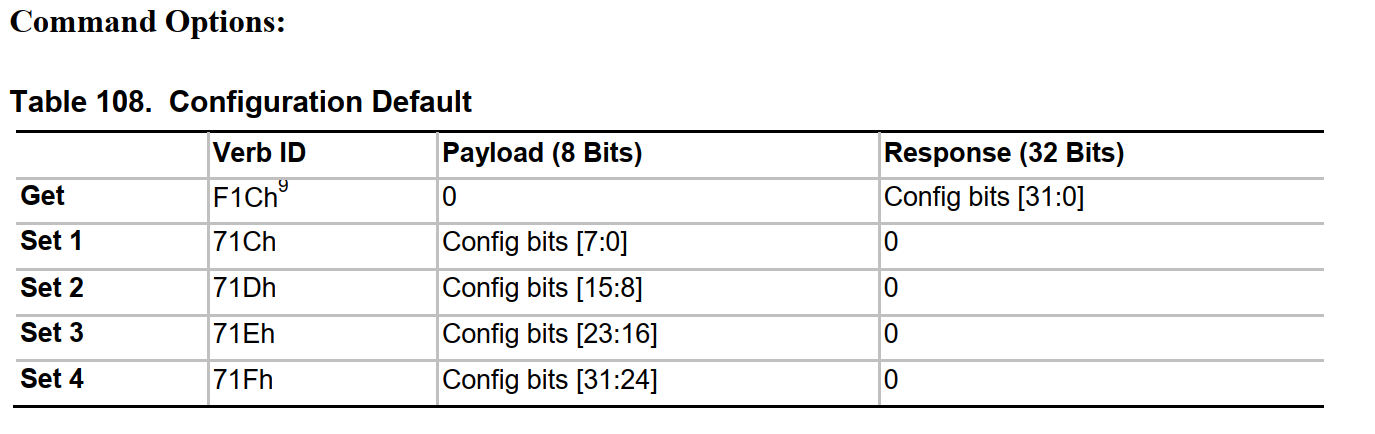 Command Options:
Table 108. Configuration Default
Verb ID Payload (8 Bits) Response (32 Bits)
Get F1Ch⁹ 0 Config bits [31:0]
Set 1 71Ch Config bits [7:0] 0
Set 2 71Dh Config bits [15:8] 0
Set 3 71Eh Config bits [23:16] 0
Set 4 71Fh Config bits [31:24] 0